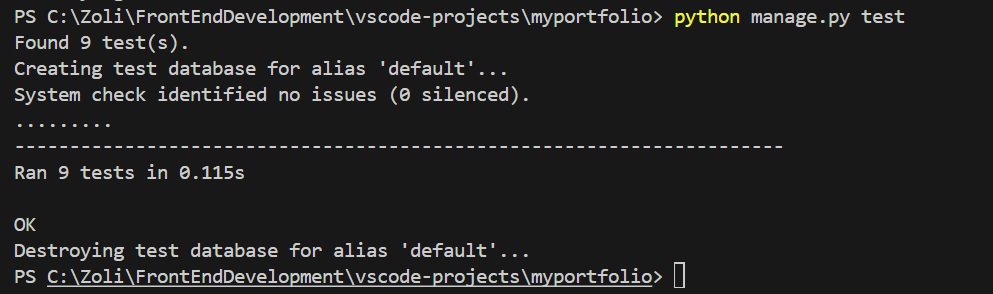 PS C:\Zoli\FrontEndDevelopment\vscode-projects\myportfolio> python manage.py test
Found 9 test(s).
Creating test database for alias 'default'...
System check identified no issues (0 silenced).
.........
----------------------------------------------------------------------
Ran 9 tests in 0.115s

OK
Destroying test database for alias 'default'...
PS C:\Zoli\FrontEndDevelopment\vscode-projects\myportfolio>